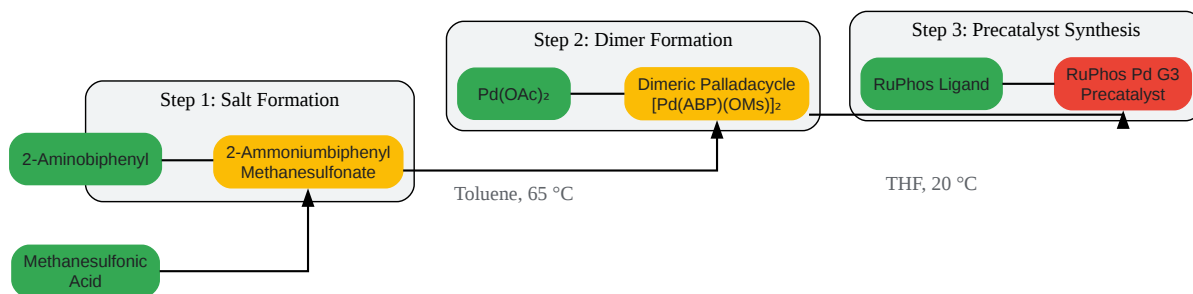 Step 1: Salt Formation
2-Aminobiphenyl
2-Ammoniumbiphenyl
Methanesulfonate
Methanesulfonic
Acid
Toluene, 65 °C
Step 2: Dimer Formation
Pd(OAc)₂
Dimeric Palladacycle
[Pd(ABP)(OMs)]₂
THF, 20 °C
Step 3: Precatalyst Synthesis
RuPhos Ligand
RuPhos Pd G3
Precatalyst